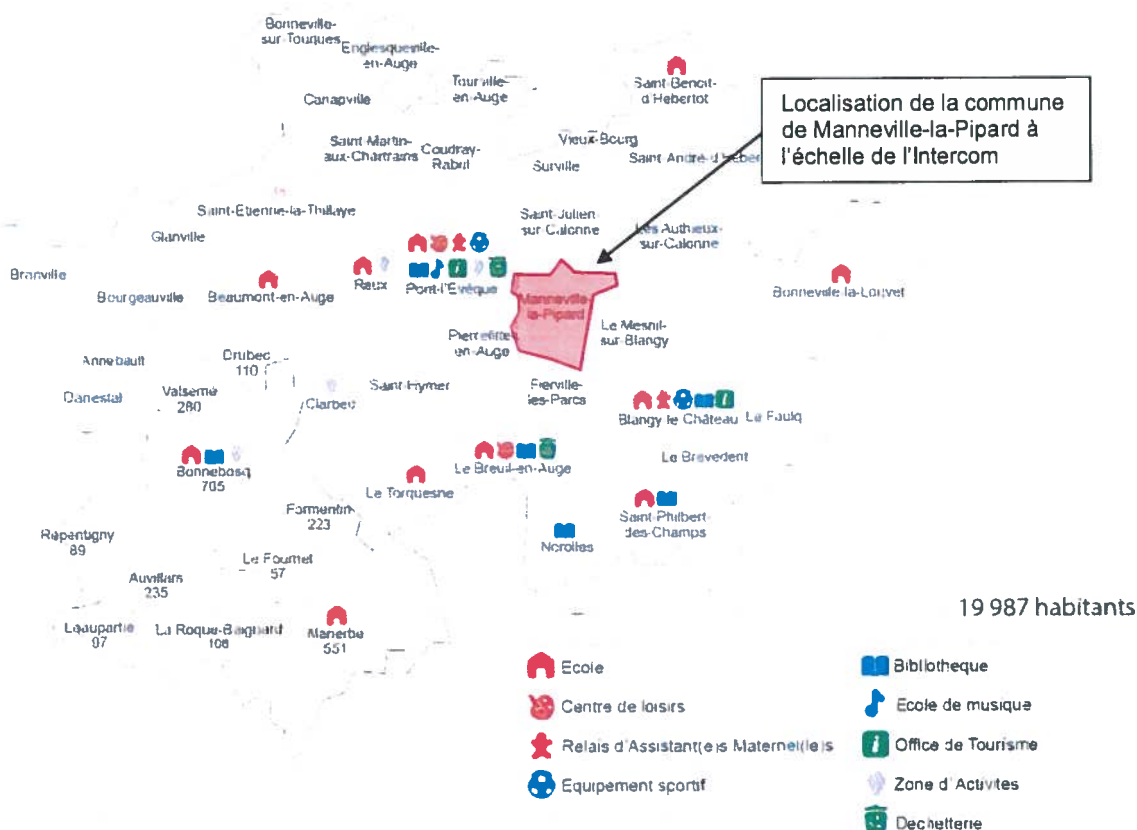 Bonneville-
sur-Touques
Englesqueville-
en-Auge
Tourville-
en-Auge
Canapville
Saint-Benoit-
d'Hebertot
Localisation de la commune
de Manneville-la-Pipard à
l'échelle de l'Intercom
Saint-Martin-
aux-Chartrains
Coudray-
Rabut
Vieux-Bourg
Surville
Saint-André-d'Heber
Saint-Etienne-la-Thillaye
Saint-Julien-
sur-Calonne
Les Authieux-
sur-Calonne
Glanville
Branville
Bourgeauville
Beaumont-en-Auge
Reux
Pont-l'Evêque
Bonneville-la-Louvet
Manneville-
la-Pipard
Le Mesnil-
sur-Blangy
Pierrefitte-
en-Auge
Annebault
Drubec
110
Danestal
Valseme
280
Clarbec
Saint-Hymer
Fierville-
les-Parcs
Blangy le Château
Le Faulq
Bonnebosq
705
Le Breuil-en-Auge
Le Brevedent
Le Torquesne
Formentin
223
Saint-Philbert-
des-Champs
Norolles
Repentigny
89
Le Fournet
57
Auvillars
235
Leaupartie
97
La Roque-Baignard
108
Manerbe
551
19 987 habitants
Ecole
Centre de loisirs
Relais d'Assistant(e)s Maternel(le)s
Equipement sportif
Bibliotheque
Ecole de musique
Office de Tourisme
Zone d'Activites
Dechetterie